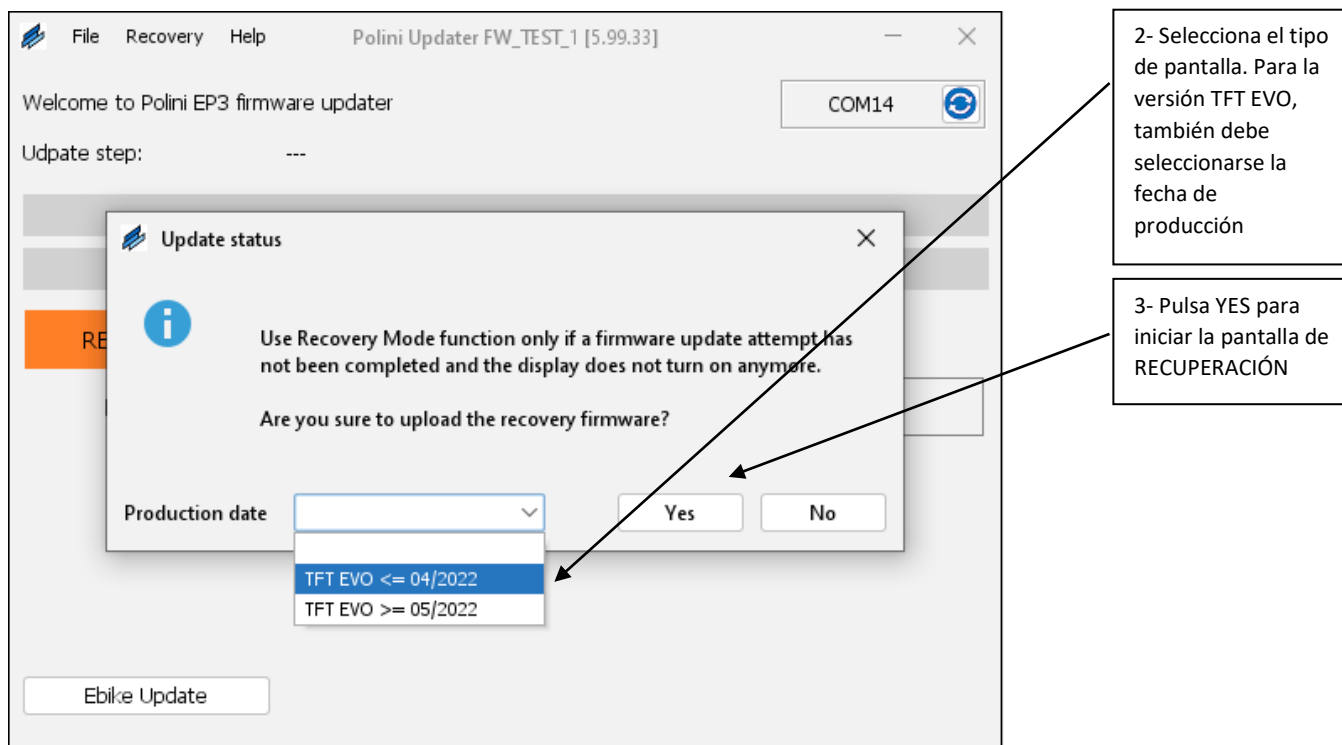 File Recovery Help Polini Updater FW_TEST_1 [5.99.33]
Welcome to Polini EP3 firmware updater
COM14
Udpate step: ---
Update status
RE
Use Recovery Mode function only if a firmware update attempt has
not been completed and the display does not turn on anymore.
Are you sure to upload the recovery firmware?
Production date
Yes
No
TFT EVO <= 04/2022
TFT EVO >= 05/2022
Ebike Update
2- Selecciona el tipo
de pantalla. Para la
versión TFT EVO,
también debe
seleccionarse la
fecha de
producción
3- Pulsa YES para
iniciar la pantalla de
RECUPERACIÓN